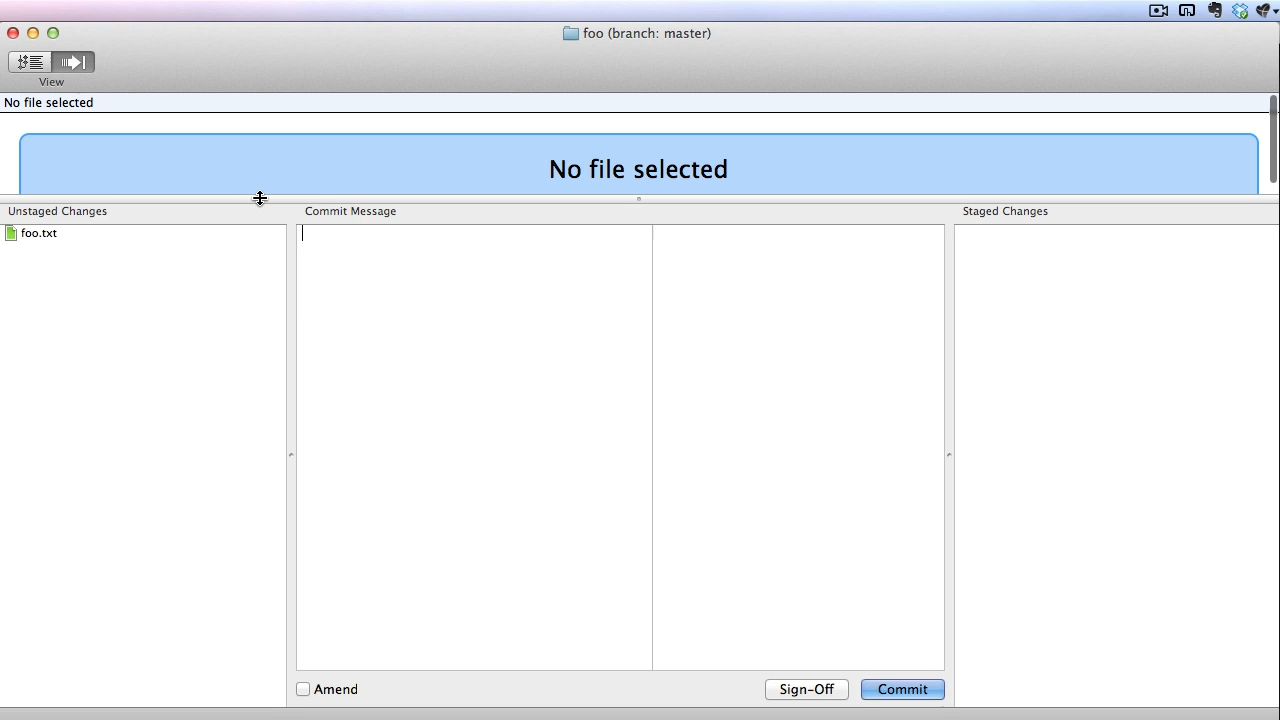 foo (branch: master)
View
No file selected
No file selected
Unstaged Changes
Commit Message
Staged Changes
foo.txt
Amend
Sign-Off
Commit